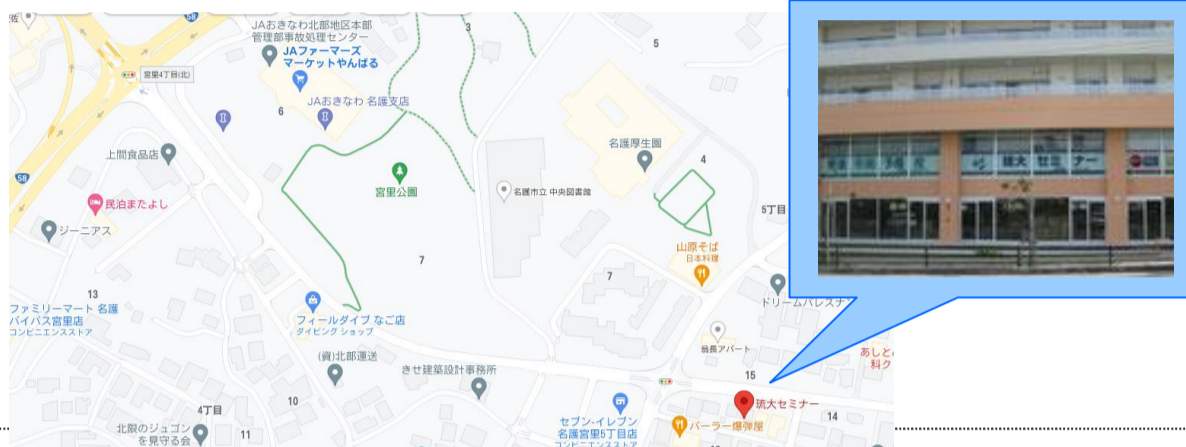 58
3
5
JAおきなわ北部地区本部
管理部事故処理センター
JAファーマーズ
マーケットやんばる
宮里4丁目(北)
JAおきなわ 名護支店
6
上間食品店
名護厚生園
4
58
宮里公園
名護市立 中央図書館
民泊またよし
5丁目
ジーニアス
山原そば
日本料理
7
7
13
ファミリーマート 名護
バイパス宮里店
コンビニエンスストア
フィールダイブ なご店
ダイビング ショップ
ドリームパレスナ
翁長アパート
(資)北部運送
きせ建築設計事務所
15
あしと
科ク
セブン-イレブン
名護宮里5丁目店
コンビニエンスストア
琉大セミナー
パーラー爆弾屋
14
4丁目
10
北限のジュゴン
を見守る会
11
琉大 セミナー